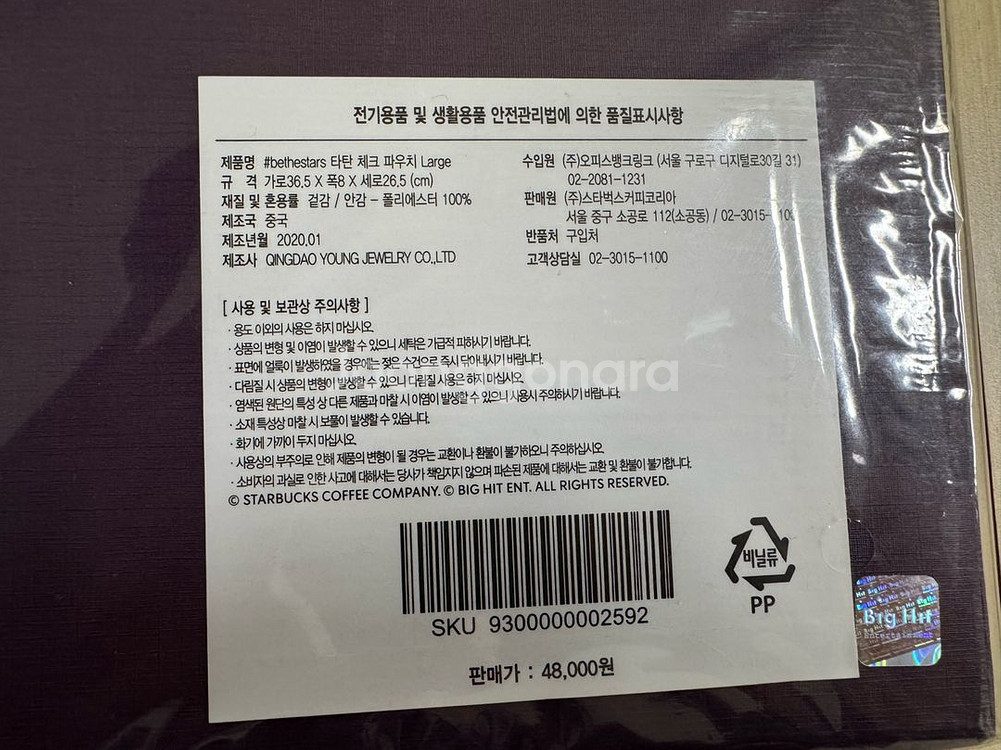 전기용품 및 생활용품 안전관리법에 의한 품질표시사항
제품명 #bethestars 타탄 체크 파우치 Large
규 격 가로36.5 X 폭8 X 세로26.5 (cm)
재질 및 혼용률 겉감 / 안감 - 폴리에스터 100%
제조국 중국
제조년월 2020.01
제조사 QINGDAO YOUNG JEWELRY CO.,LTD
수입원 (주)오피스뱅크링크 (서울 구로구 디지털로30길 31)
02-2081-1231
판매원 (주)스타벅스커피코리아
서울 중구 소공로 112(소공동) / 02-3015-
반품처 구입처
고객상담실 02-3015-1100
[ 사용 및 보관상 주의사항 ]
· 용도 이외의 사용은 하지 마십시오.
· 상품의 변형 및 이염이 발생할 수 있으니 세탁은 가급적 피하시기 바랍니다.
· 표면에 얼룩이 발생하였을 경우에는 젖은 수건으로 즉시 닦아내시기 바랍니다.
· 다림질 시 상품의 변형이 발생할 수 있으니 다림질 사용은 하지 마십시오.
· 염색된 원단의 특성 상 다른 제품과 마찰 시 이염이 발생할 수 있으니 사용시 주의하시기 바랍니다.
· 소재 특성상 마찰 시 보풀이 발생할 수 있습니다.
· 화기에 가까이 두지 마십시오.
· 사용상의 부주의로 인해 제품의 변형이 될 경우는 교환이나 환불이 불가하오니 주의하십시오.
· 소비자의 과실로 인한 사고에 대해서는 당사가 책임지지 않으며 파손된 제품에 대해서는 교환 및 환불이 불가합니다.
© STARBUCKS COFFEE COMPANY. © BIG HIT ENT. ALL RIGHTS RESERVED.
SKU 9300000002592
판매가 : 48,000원
비닐류
PP
Big Hit
Entertainment